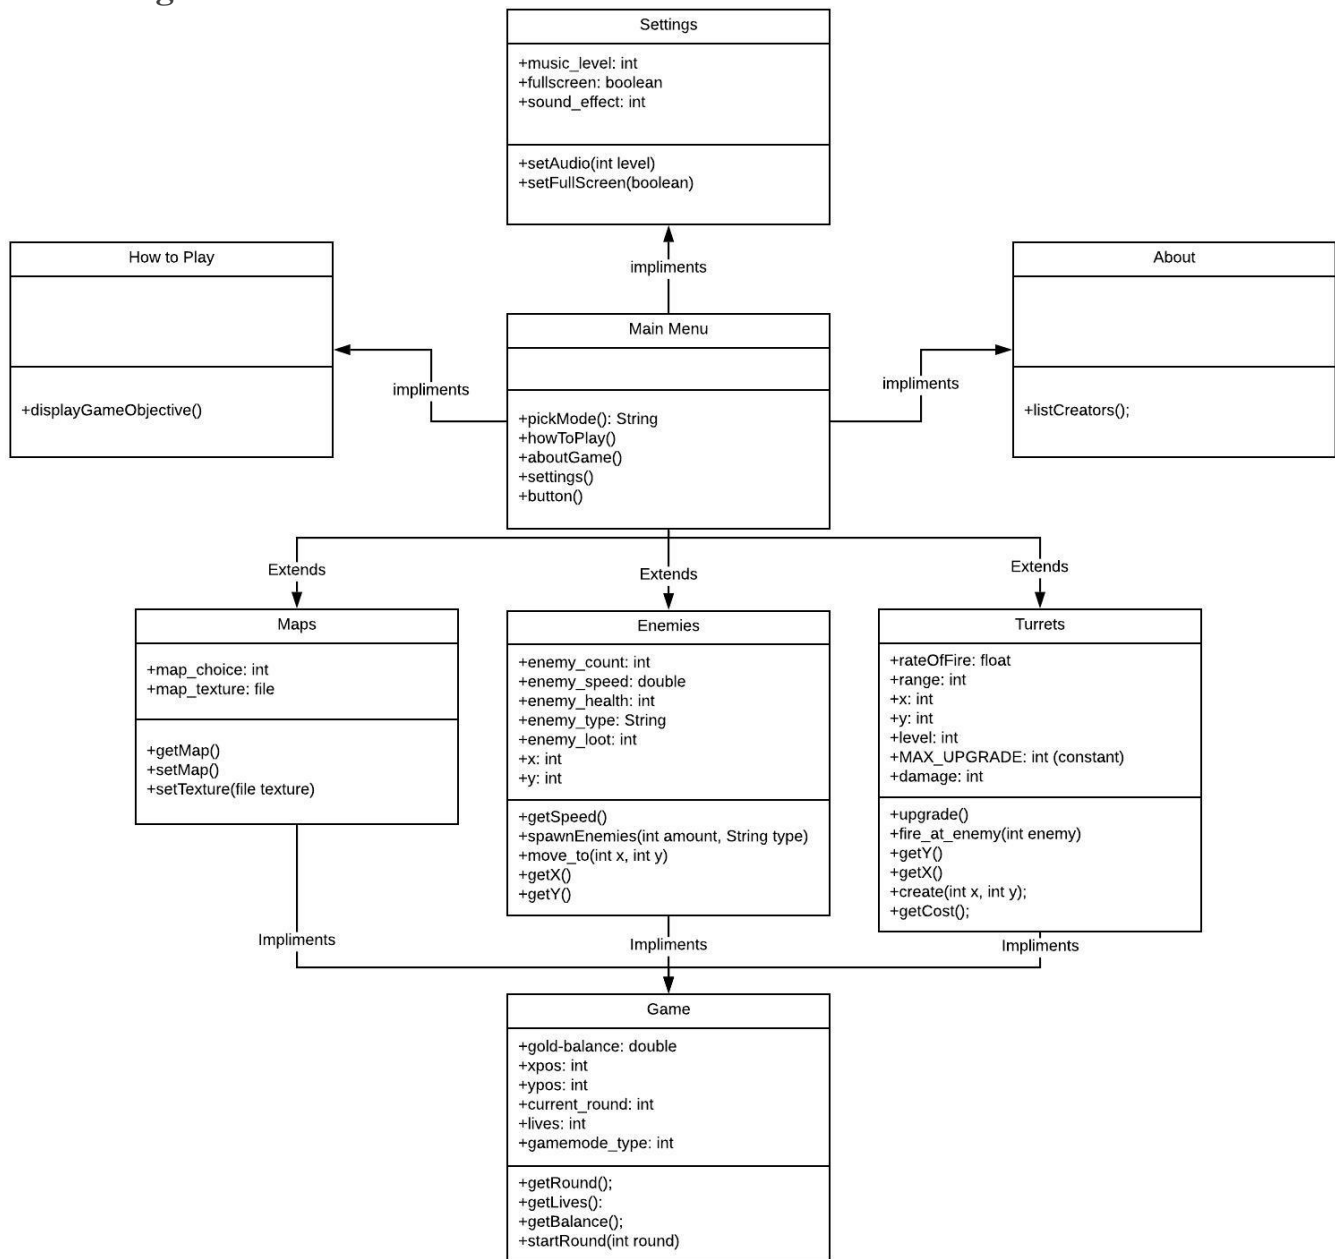 Settings
+music_level: int
+fullscreen: boolean
+sound_effect: int
+setAudio(int level)
+setFullScreen(boolean)
impliments
How to Play
+displayGameObjective()
impliments
Main Menu
+pickMode(): String
+howToPlay()
+aboutGame()
+settings()
+button()
impliments
About
+listCreators();
Extends
Extends
Extends
Maps
+map_choice: int
+map_texture: file
+getMap()
+setMap()
+setTexture(file texture)
Enemies
+enemy_count: int
+enemy_speed: double
+enemy_health: int
+enemy_type: String
+enemy_loot: int
+x: int
+y: int
+getSpeed()
+spawnEnemies(int amount, String type)
+move_to(int x, int y)
+getX()
+getY()
Turrets
+rateOfFire: float
+range: int
+x: int
+y: int
+level: int
+MAX_UPGRADE: int (constant)
+damage: int
+upgrade()
+fire_at_enemy(int enemy)
+getY()
+getX()
+create(int x, int y);
+getCost();
Impliments
Impliments
Impliments
Game
+gold-balance: double
+xpos: int
+ypos: int
+current_round: int
+lives: int
+gamemode_type: int
+getRound();
+getLives():
+getBalance();
+startRound(int round)